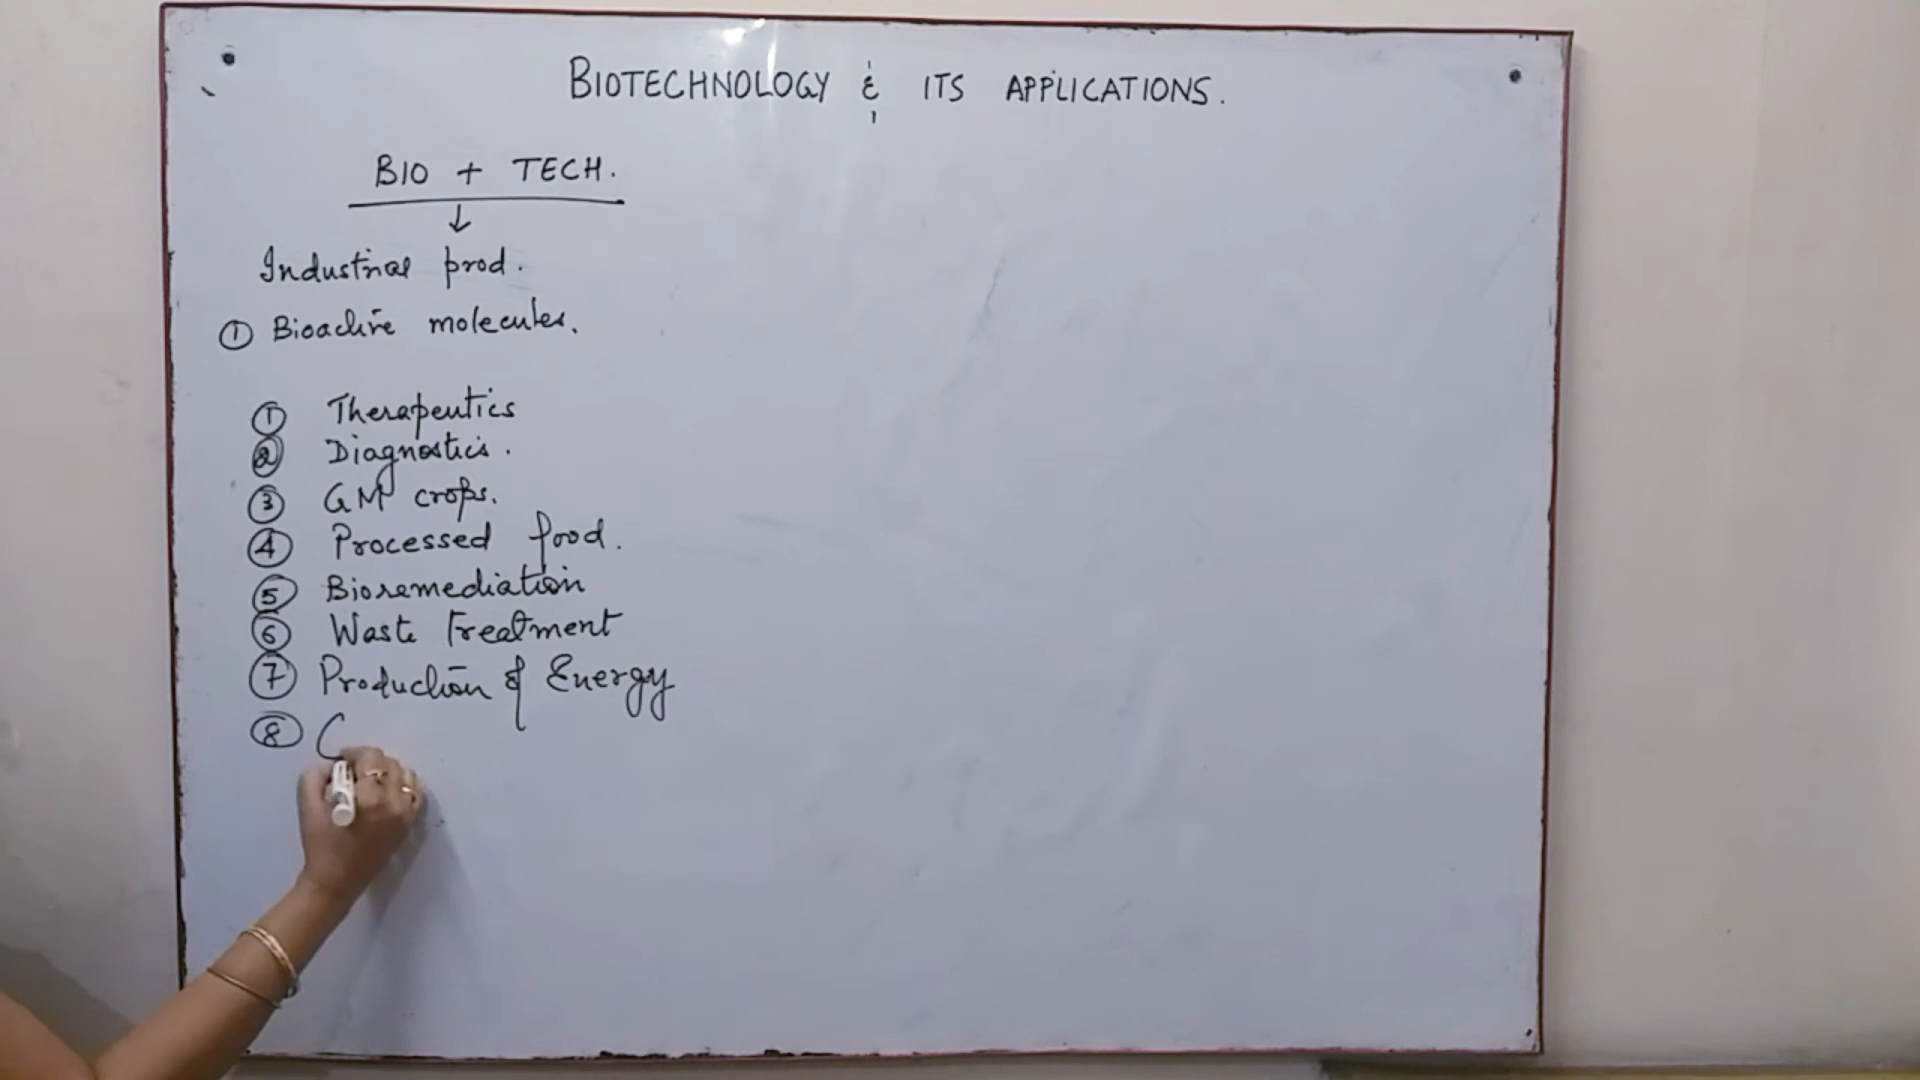 BIOTECHNOLOGY & ITS APPLICATIONS.
BIO + TECH.
↓
Industrial prod.
① Bioactive molecules.
① Therapeutics
② Diagnostics.
③ GM crops.
④ Processed food.
⑤ Bioremediation
⑥ Waste Treatment
⑦ Production of Energy
⑧ C